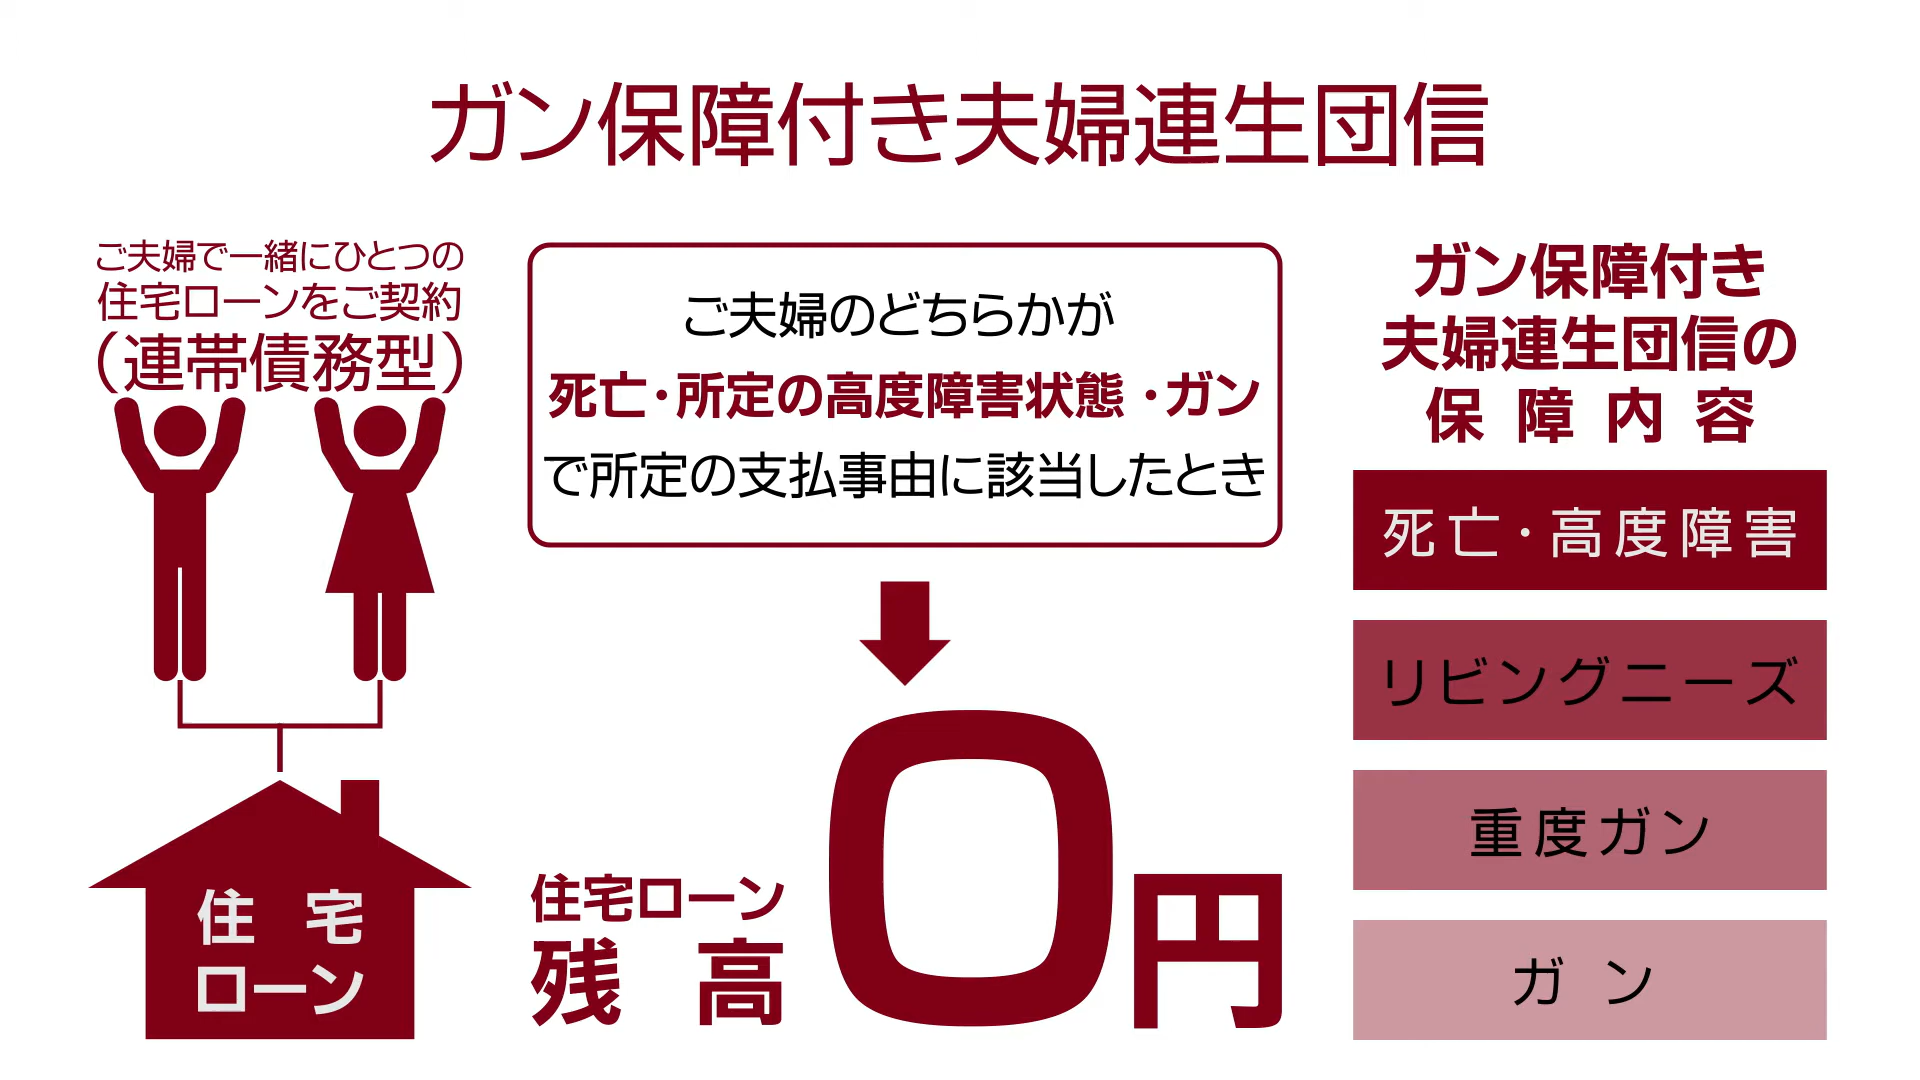 ガン保障付き夫婦連生団信
ご夫婦で一緒にひとつの
住宅ローンをご契約
（連帯債務型）
住宅
ローン
ご夫婦のどちらかが
死亡・所定の高度障害状態・ガン
で所定の支払事由に該当したとき
住宅ローン
残高
0円
ガン保障付き
夫婦連生団信の
保障内容
死亡・高度障害
リビングニーズ
重度ガン
ガン